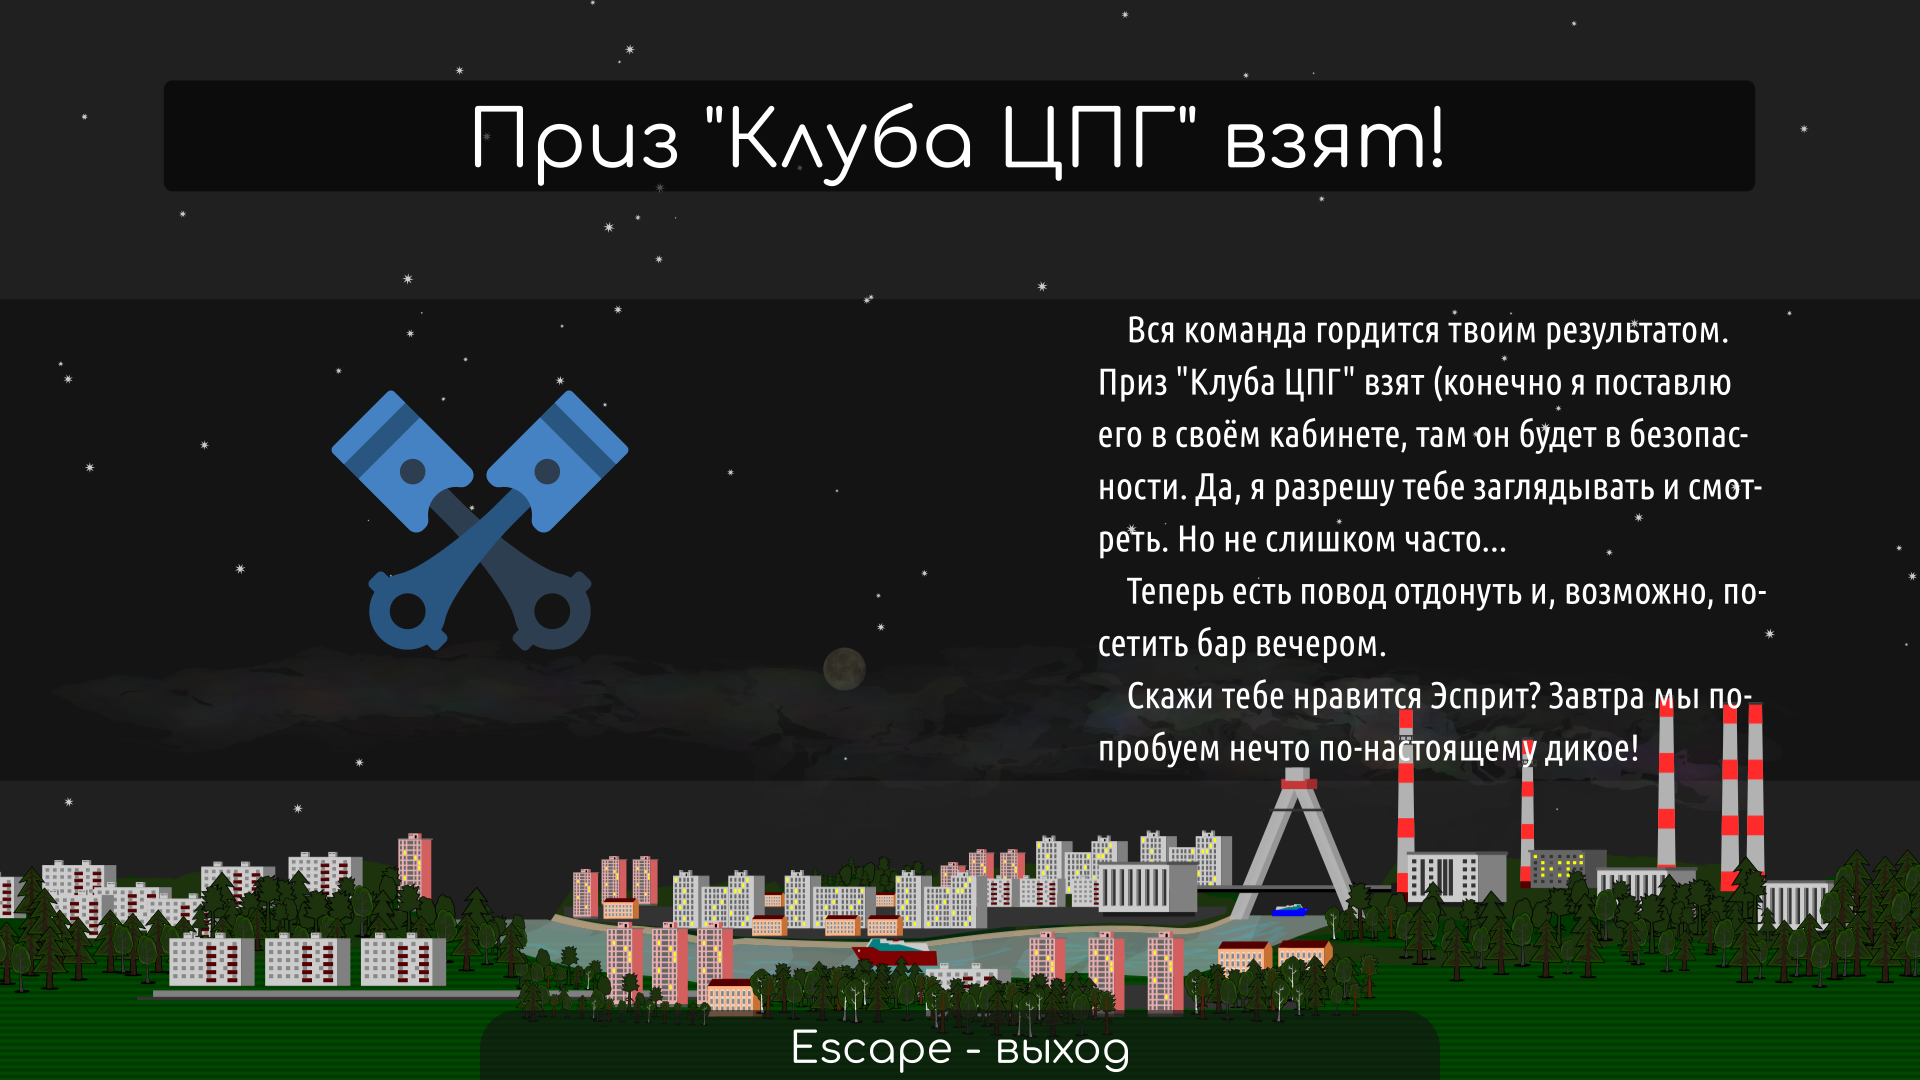 Приз "Клуба ЦПГ" взят!
Вся команда гордится твоим результатом.
Приз "Клуба ЦПГ" взят (конечно я поставлю
его в своём кабинете, там он будет в безопас-
ности. Да, я разрешу тебе заглядывать и смот-
реть. Но не слишком часто...
Теперь есть повод отдонуть и, возможно, по-
сетить бар вечером.
Скажи тебе нравится Эсприт? Завтра мы по-
пробуем нечто по-настоящему дикое!
Escape - выход